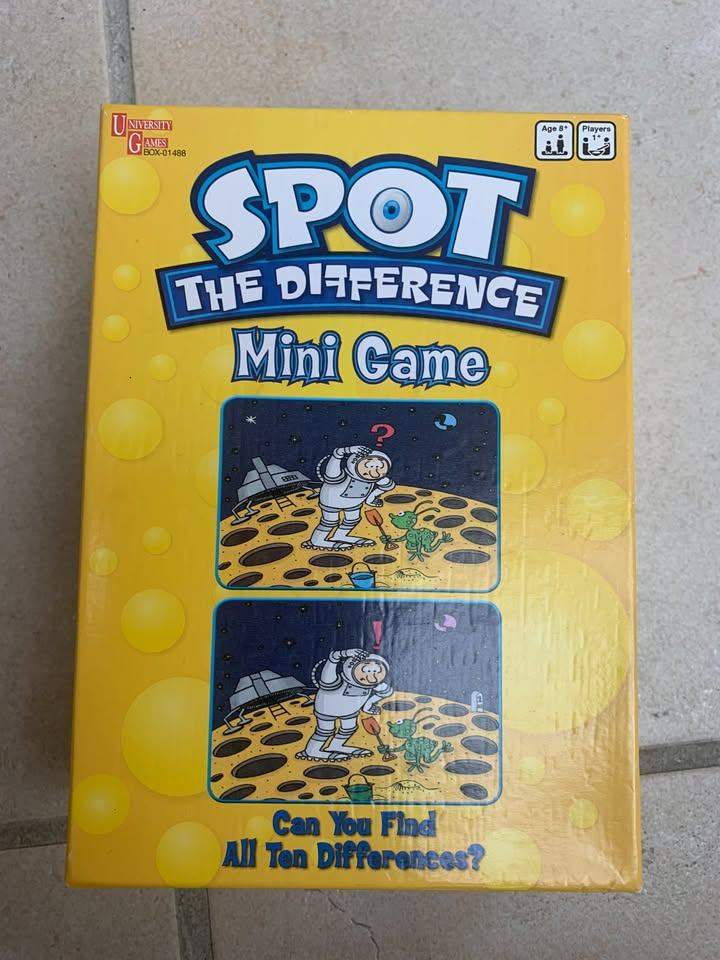 UNIVERSITY
GAMES
BOX-01488
Age 8+
Players
1+
SPOT
THE DIFFERENCE
Mini Game
?
!
Can You Find
All Ten Differences?